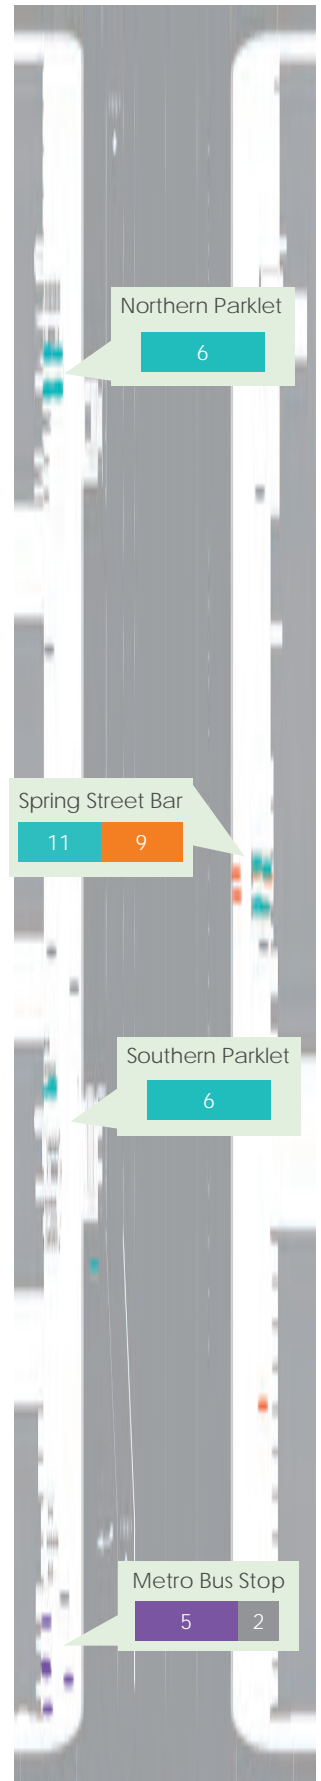 Northern Parklet
6
Spring Street Bar
11 9
Southern Parklet
6
Metro Bus Stop
5 2